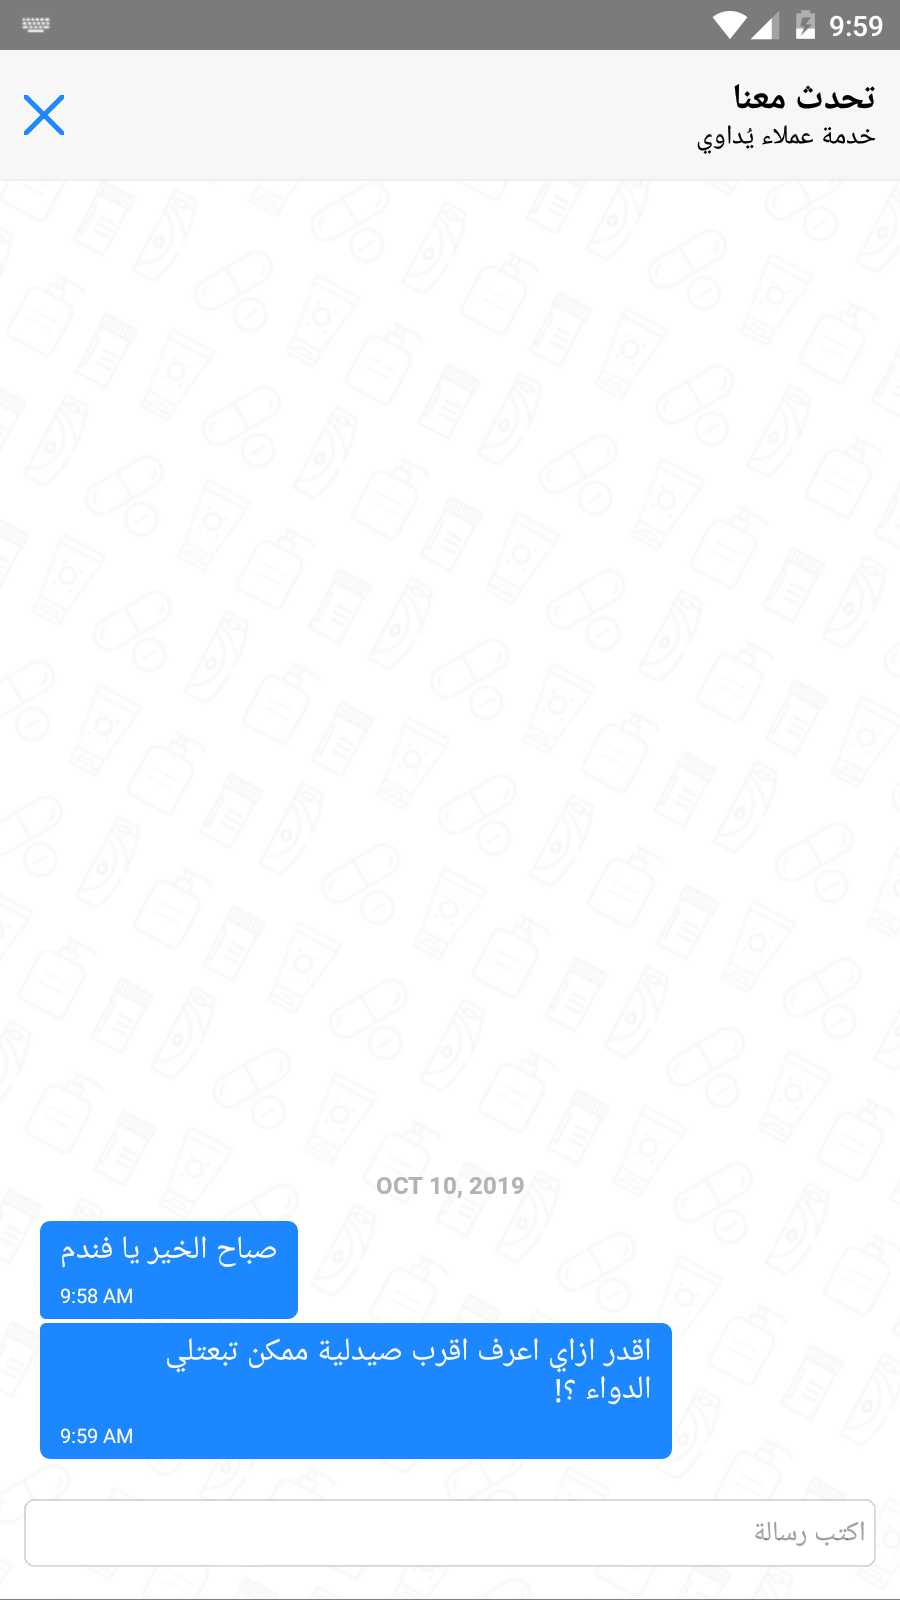 9:59
تحدث معنا
خدمة عملاء يُداوي
OCT 10, 2019
صباح الخير يا فندم
9:58 AM
اقدر ازاي اعرف اقرب صيدلية ممكن تبعتلي
الدواء ؟!
9:59 AM
اكتب رسالة